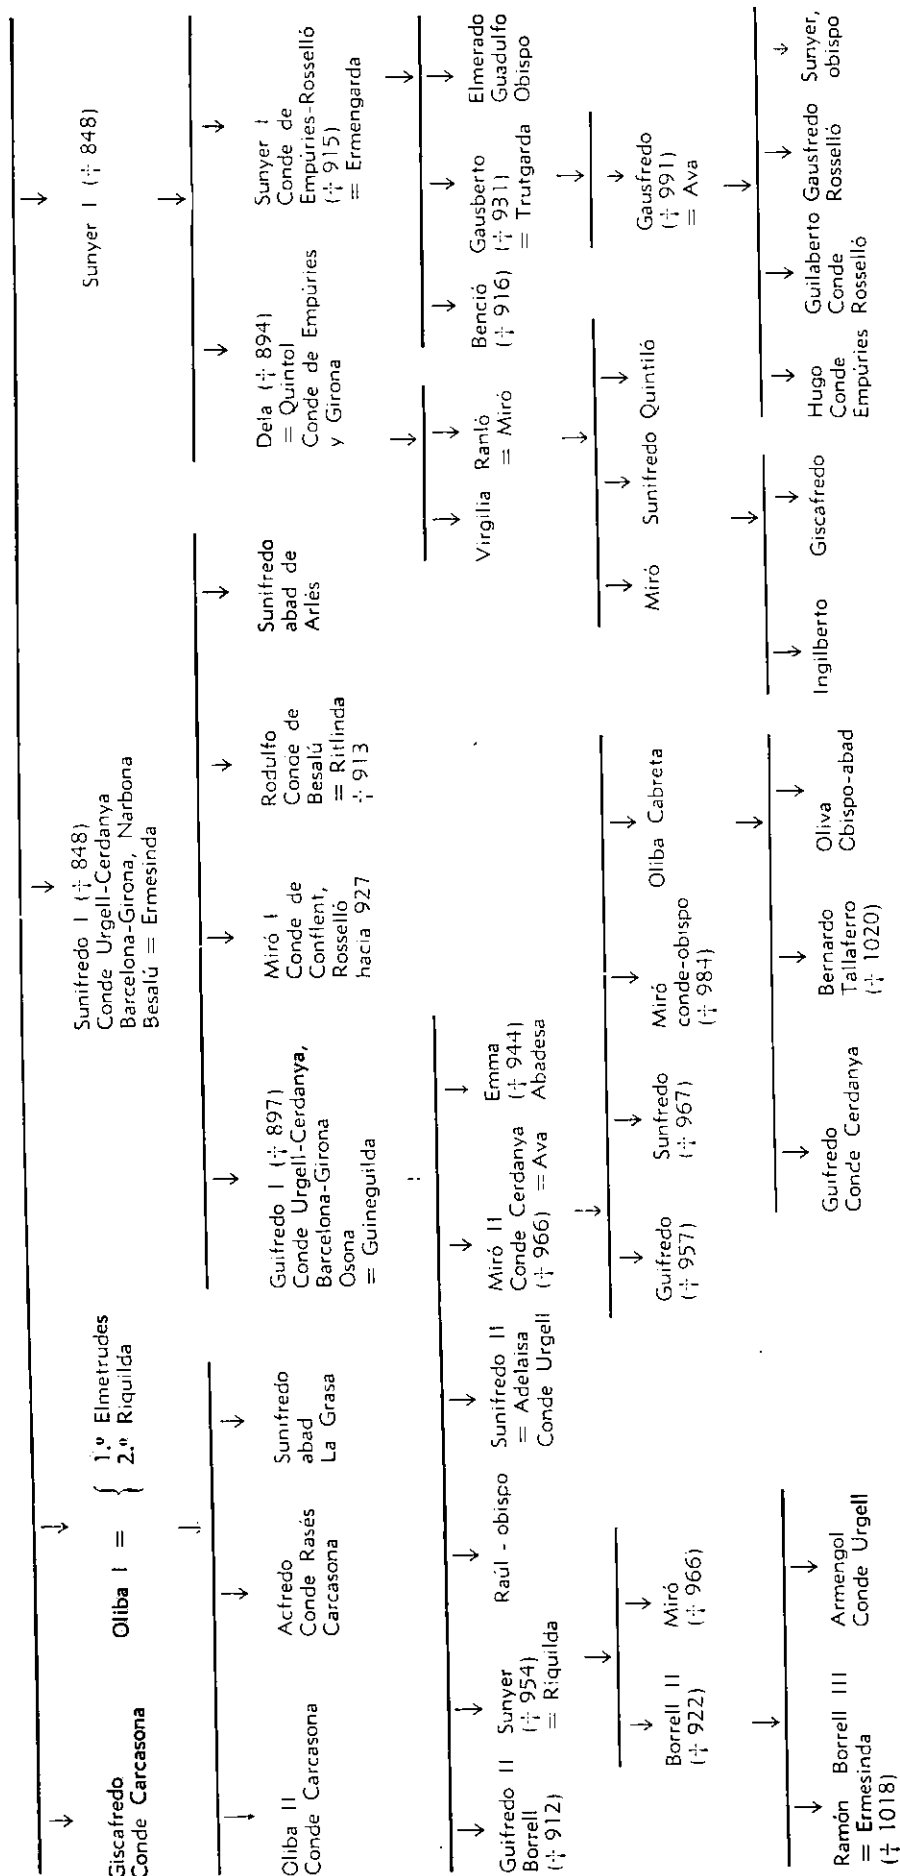 Giscafredo
Conde Carcasona
Oliba I = { 1.º Elmetrudes
2.º Riquilda
Sunifredo I († 848)
Conde Urgell-Cerdanya
Barcelona-Girona, Narbona
Besalú = Ermesinda
Sunyer I († 848)
Oliba II
Conde Carcasona
Acfredo
Conde Rasés
Carcasona
Sunifredo
abad
La Grasa
Guifredo I († 897)
Conde Urgell-Cerdanya,
Barcelona-Girona
Osona
= Guineguilda
Miró I
Conde de
Conflent,
Rosselló
hacia 927
Rodulfo
Conde de
Besalú
= Ritlinda
† 913
Sunifredo
abad de
Arlés
Dela († 894)
= Quintol
Conde de Empúries
y Girona
Sunyer I
Conde de
Empúries-Rosselló
(† 915)
= Ermengarda
Guifredo II
Borrell
(† 912)
Sunyer
(† 954)
= Riquilda
Raúl - obispo
Sunifredo II
= Adelaisa
Conde Urgell
Miró II
Conde Cerdanya
(† 966) = Ava
Emma
(† 944)
Abadesa
Virgilia
Ranló
= Miró
Benció
(† 916)
Gausberto
(† 931)
= Trutgarda
Elmerado
Guadulfo
Obispo
Borrell II
(† 922)
Miró
(† 966)
Guifredo
(† 957)
Sunfredo
(† 967)
Miró
conde-obispo
(† 984)
Oliba Cabreta
Miró
Sunifredo
Quintiló
Gausfredo
(† 991)
= Ava
Ramón Borrell III
= Ermesinda
(† 1018)
Armengol
Conde Urgell
Guifredo
Conde Cerdanya
Bernardo
Tallaferro
(† 1020)
Oliva
Obispo-abad
Ingilberto
Giscafredo
Hugo
Conde
Empúries
Guilaberto
Conde
Rosselló
Gausfredo
Rosselló
Sunyer,
obispo